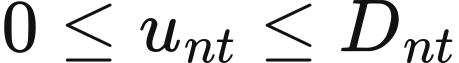 0 ≤ u_{nt} ≤ D_{nt}